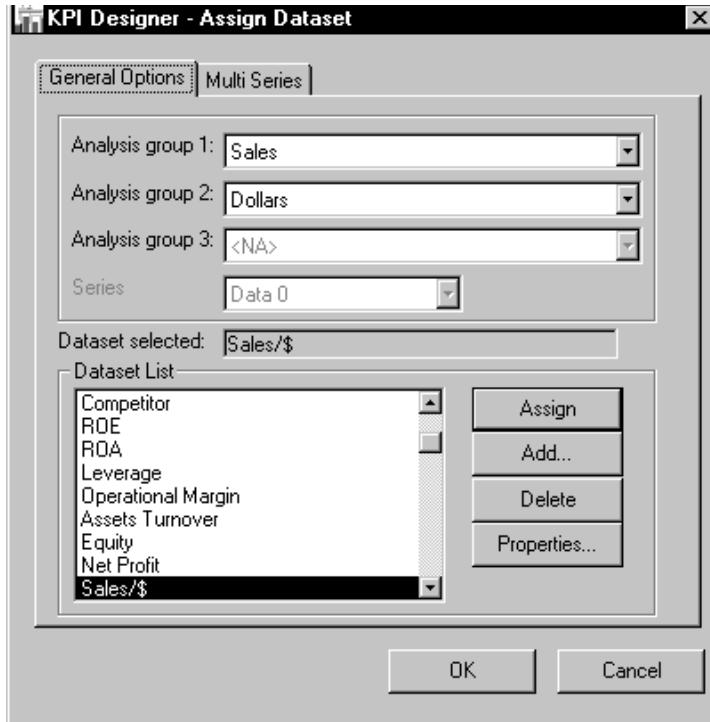 KPI Designer - Assign Dataset
General Options
Multi Series
Analysis group 1: Sales
Analysis group 2: Dollars
Analysis group 3: <NA>
Series Data 0
Dataset selected: Sales/$
Dataset List
Competitor
ROE
ROA
Leverage
Operational Margin
Assets Turnover
Equity
Net Profit
Sales/$
Assign
Add...
Delete
Properties...
OK
Cancel